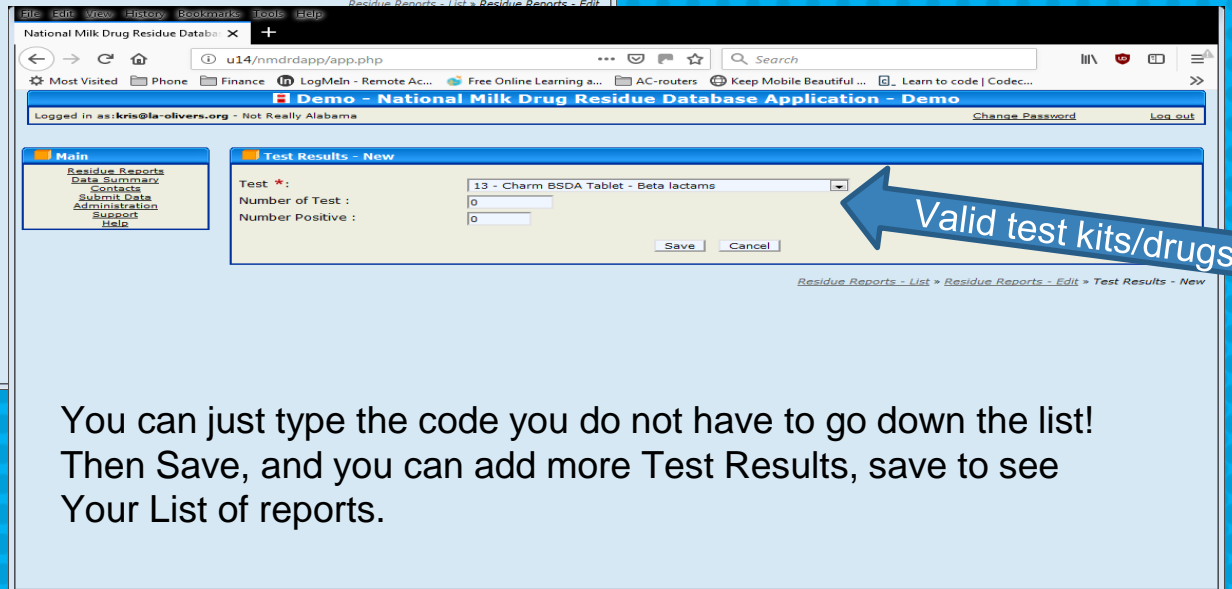 Residue Reports - List » Residue Reports - Edit
File Edit View History Bookmarks Tools Help
National Milk Drug Residue Databa
u14/nmdrdapp/app.php
Search
Most Visited Phone Finance LogMeIn - Remote Ac... Free Online Learning a... AC-routers Keep Mobile Beautiful ... Learn to code | Codec...
Demo - National Milk Drug Residue Database Application - Demo
Logged in as:kris@la-olivers.org - Not Really Alabama Change Password Log out
Main
Residue Reports
Data Summary
Contacts
Submit Data
Administration
Support
Help
Test Results - New
Test *: 13 - Charm BSDA Tablet - Beta lactams
Number of Test : 0
Number Positive : 0
Save Cancel
Valid test kits/drugs
Residue Reports - List » Residue Reports - Edit » Test Results - New
You can just type the code you do not have to go down the list!
Then Save, and you can add more Test Results, save to see
Your List of reports.